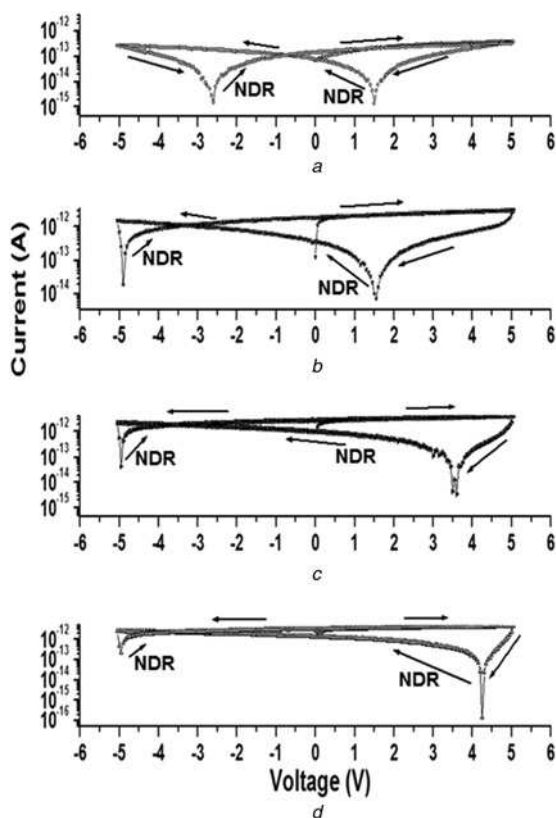 10⁻¹²
10⁻¹³
10⁻¹⁴
10⁻¹⁵
NDR
NDR
-5 -4 -3 -2 -1 0 1 2 3 4 5 6
a
10⁻¹²
10⁻¹³
10⁻¹⁴
NDR
NDR
-6 -5 -4 -3 -2 -1 0 1 2 3 4 5 6
b
Current (A)
10⁻¹²
10⁻¹³
10⁻¹⁴
10⁻¹⁵
NDR
NDR
-6 -5 -4 -3 -2 -1 0 1 2 3 4 5 6
c
10⁻¹²
10⁻¹³
10⁻¹⁴
10⁻¹⁵
10⁻¹⁶
NDR
NDR
-6 -5 -4 -3 -2 -1 0 1 2 3 4 5 6
Voltage (V)
d